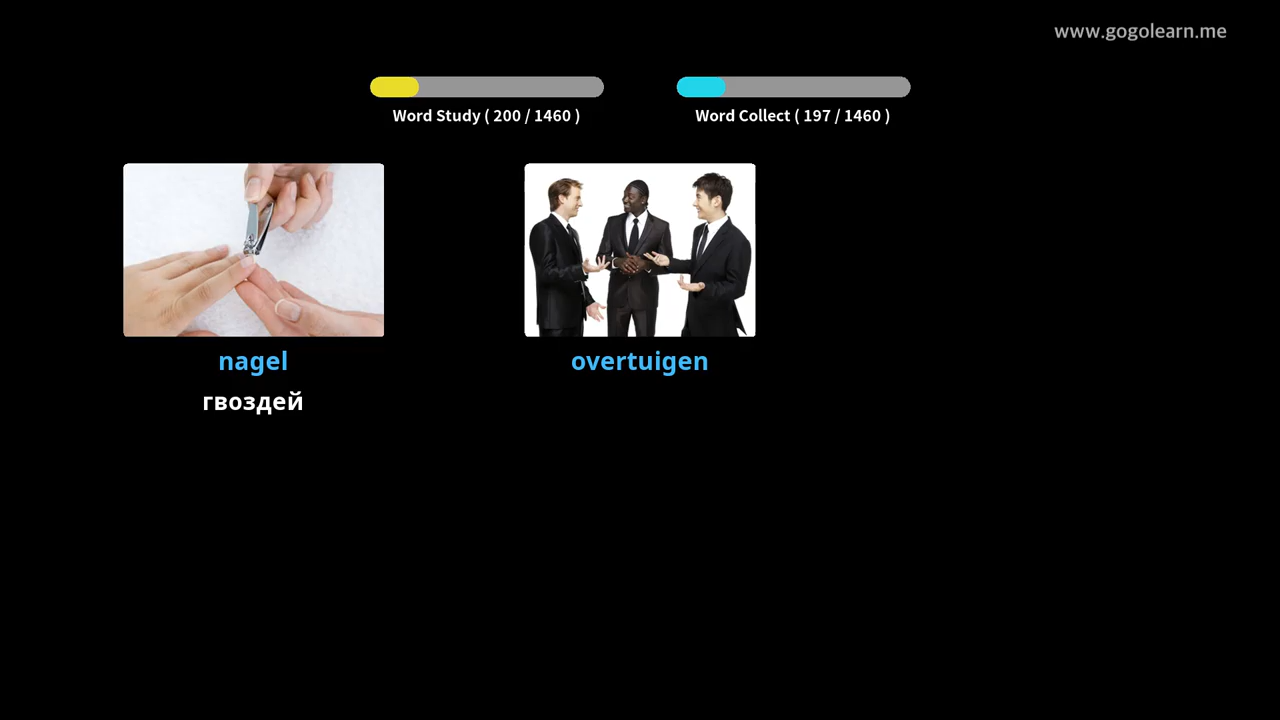 www.gogolearn.me
Word Study ( 200 / 1460 )
Word Collect ( 197 / 1460 )
nagel
overtuigen
гвоздей